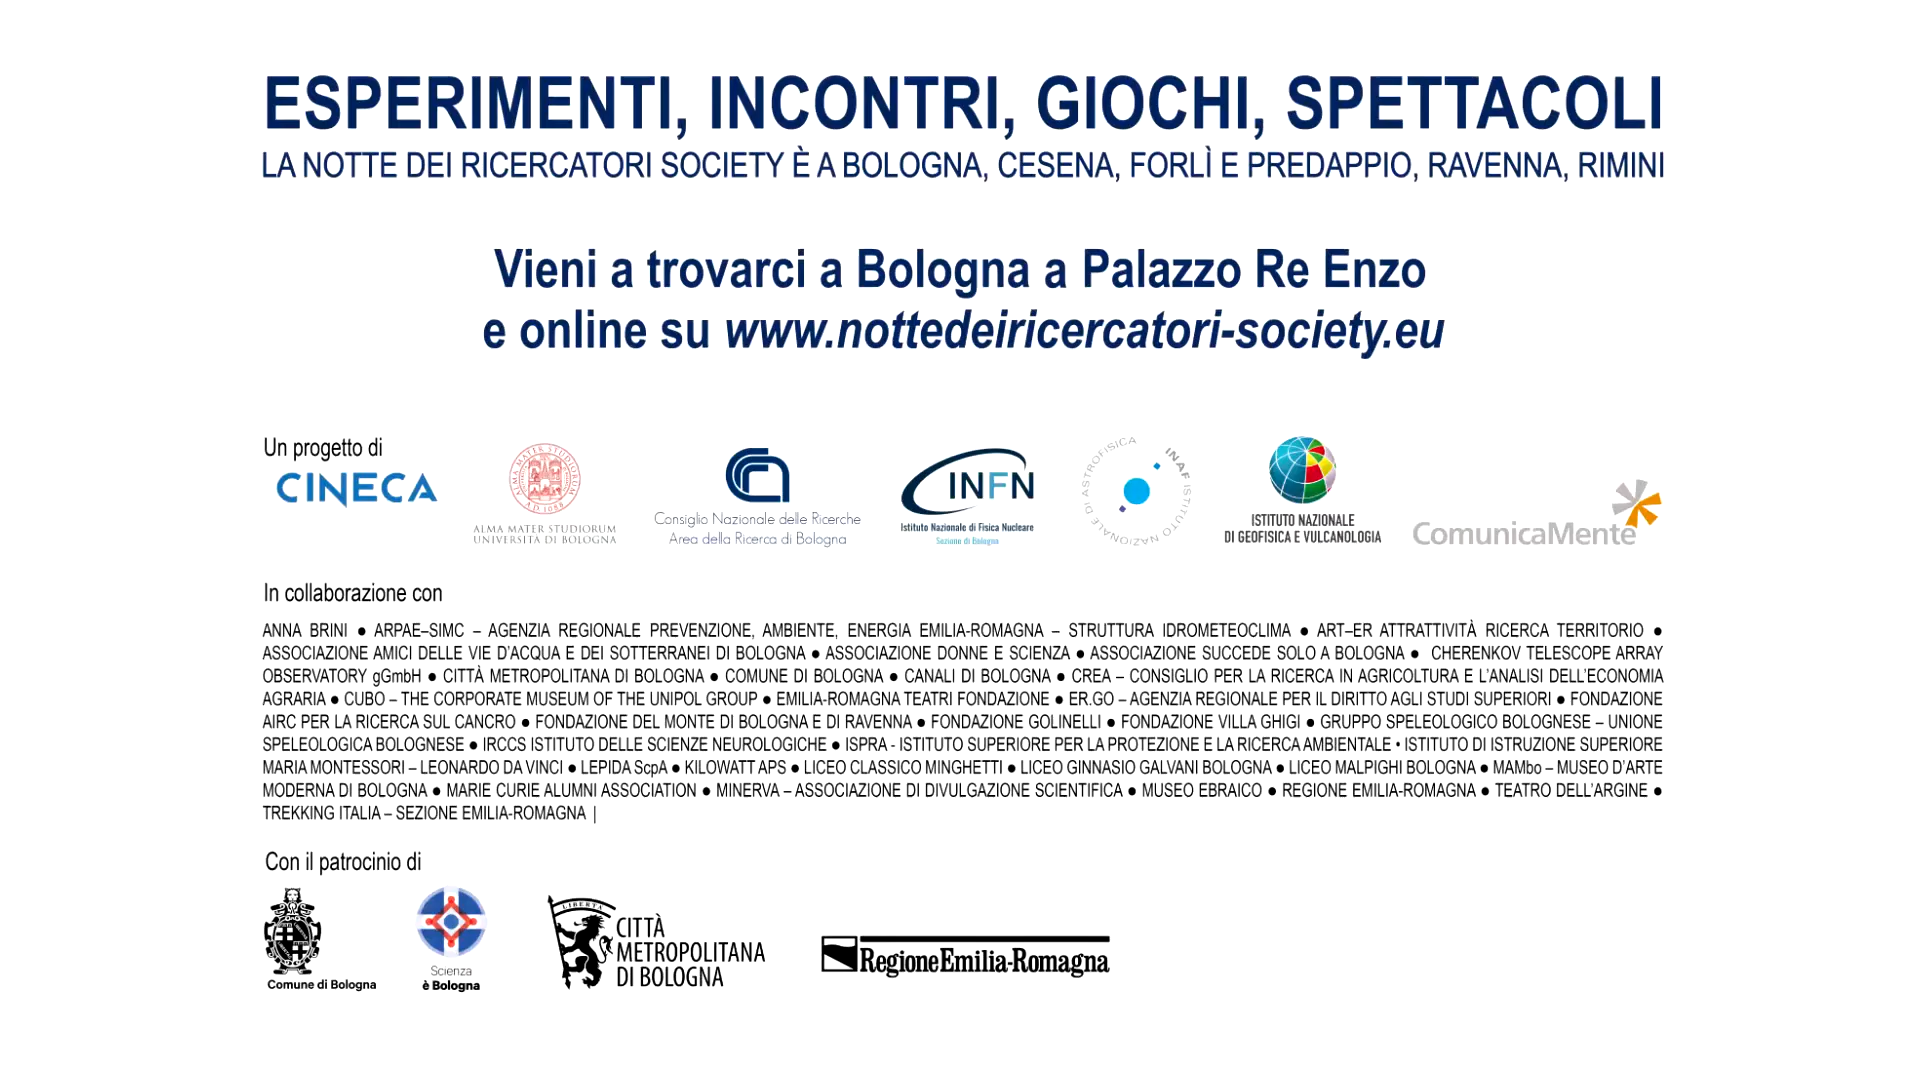 ESPERIMENTI, INCONTRI, GIOCHI, SPETTACOLI
LA NOTTE DEI RICERCATORI SOCIETY È A BOLOGNA, CESENA, FORLÌ E PREDAPPIO, RAVENNA, RIMINI
Vieni a trovarci a Bologna a Palazzo Re Enzo
e online su www.nottedeiricercatori-society.eu
Un progetto di
CINECA
ALMA MATER STUDIORUM A.D. 1088
ALMA MATER STUDIORUM
UNIVERSITÀ DI BOLOGNA
Consiglio Nazionale delle Ricerche
Area della Ricerca di Bologna
INFN
Istituto Nazionale di Fisica Nucleare
Sezione di Bologna
INAF ISTITUTO NAZIONALE DI ASTROFISICA
ISTITUTO NAZIONALE
DI GEOFISICA E VULCANOLOGIA
ComunicaMente
In collaborazione con
ANNA BRINI ● ARPAE–SIMC – AGENZIA REGIONALE PREVENZIONE, AMBIENTE, ENERGIA EMILIA-ROMAGNA – STRUTTURA IDROMETEOCLIMA ● ART–ER ATTRATTIVITÀ RICERCA TERRITORIO ●
ASSOCIAZIONE AMICI DELLE VIE D'ACQUA E DEI SOTTERRANEI DI BOLOGNA ● ASSOCIAZIONE DONNE E SCIENZA ● ASSOCIAZIONE SUCCEDE SOLO A BOLOGNA ● CHERENKOV TELESCOPE ARRAY
OBSERVATORY gGmbH ● CITTÀ METROPOLITANA DI BOLOGNA ● COMUNE DI BOLOGNA ● CANALI DI BOLOGNA ● CREA – CONSIGLIO PER LA RICERCA IN AGRICOLTURA E L'ANALISI DELL'ECONOMIA
AGRARIA ● CUBO – THE CORPORATE MUSEUM OF THE UNIPOL GROUP ● EMILIA-ROMAGNA TEATRI FONDAZIONE ● ER.GO – AGENZIA REGIONALE PER IL DIRITTO AGLI STUDI SUPERIORI ● FONDAZIONE
AIRC PER LA RICERCA SUL CANCRO ● FONDAZIONE DEL MONTE DI BOLOGNA E DI RAVENNA ● FONDAZIONE GOLINELLI ● FONDAZIONE VILLA GHIGI ● GRUPPO SPELEOLOGICO BOLOGNESE – UNIONE
SPELEOLOGICA BOLOGNESE ● IRCCS ISTITUTO DELLE SCIENZE NEUROLOGICHE ● ISPRA - ISTITUTO SUPERIORE PER LA PROTEZIONE E LA RICERCA AMBIENTALE • ISTITUTO DI ISTRUZIONE SUPERIORE
MARIA MONTESSORI – LEONARDO DA VINCI ● LEPIDA ScpA ● KILOWATT APS ● LICEO CLASSICO MINGHETTI ● LICEO GINNASIO GALVANI BOLOGNA ● LICEO MALPIGHI BOLOGNA ● MAMbo – MUSEO D'ARTE
MODERNA DI BOLOGNA ● MARIE CURIE ALUMNI ASSOCIATION ● MINERVA – ASSOCIAZIONE DI DIVULGAZIONE SCIENTIFICA ● MUSEO EBRAICO ● REGIONE EMILIA-ROMAGNA ● TEATRO DELL'ARGINE ●
TREKKING ITALIA – SEZIONE EMILIA-ROMAGNA |
Con il patrocinio di
Comune di Bologna
Scienza
è Bologna
LIBERTA
CITTÀ
METROPOLITANA
DI BOLOGNA
RegioneEmilia-Romagna